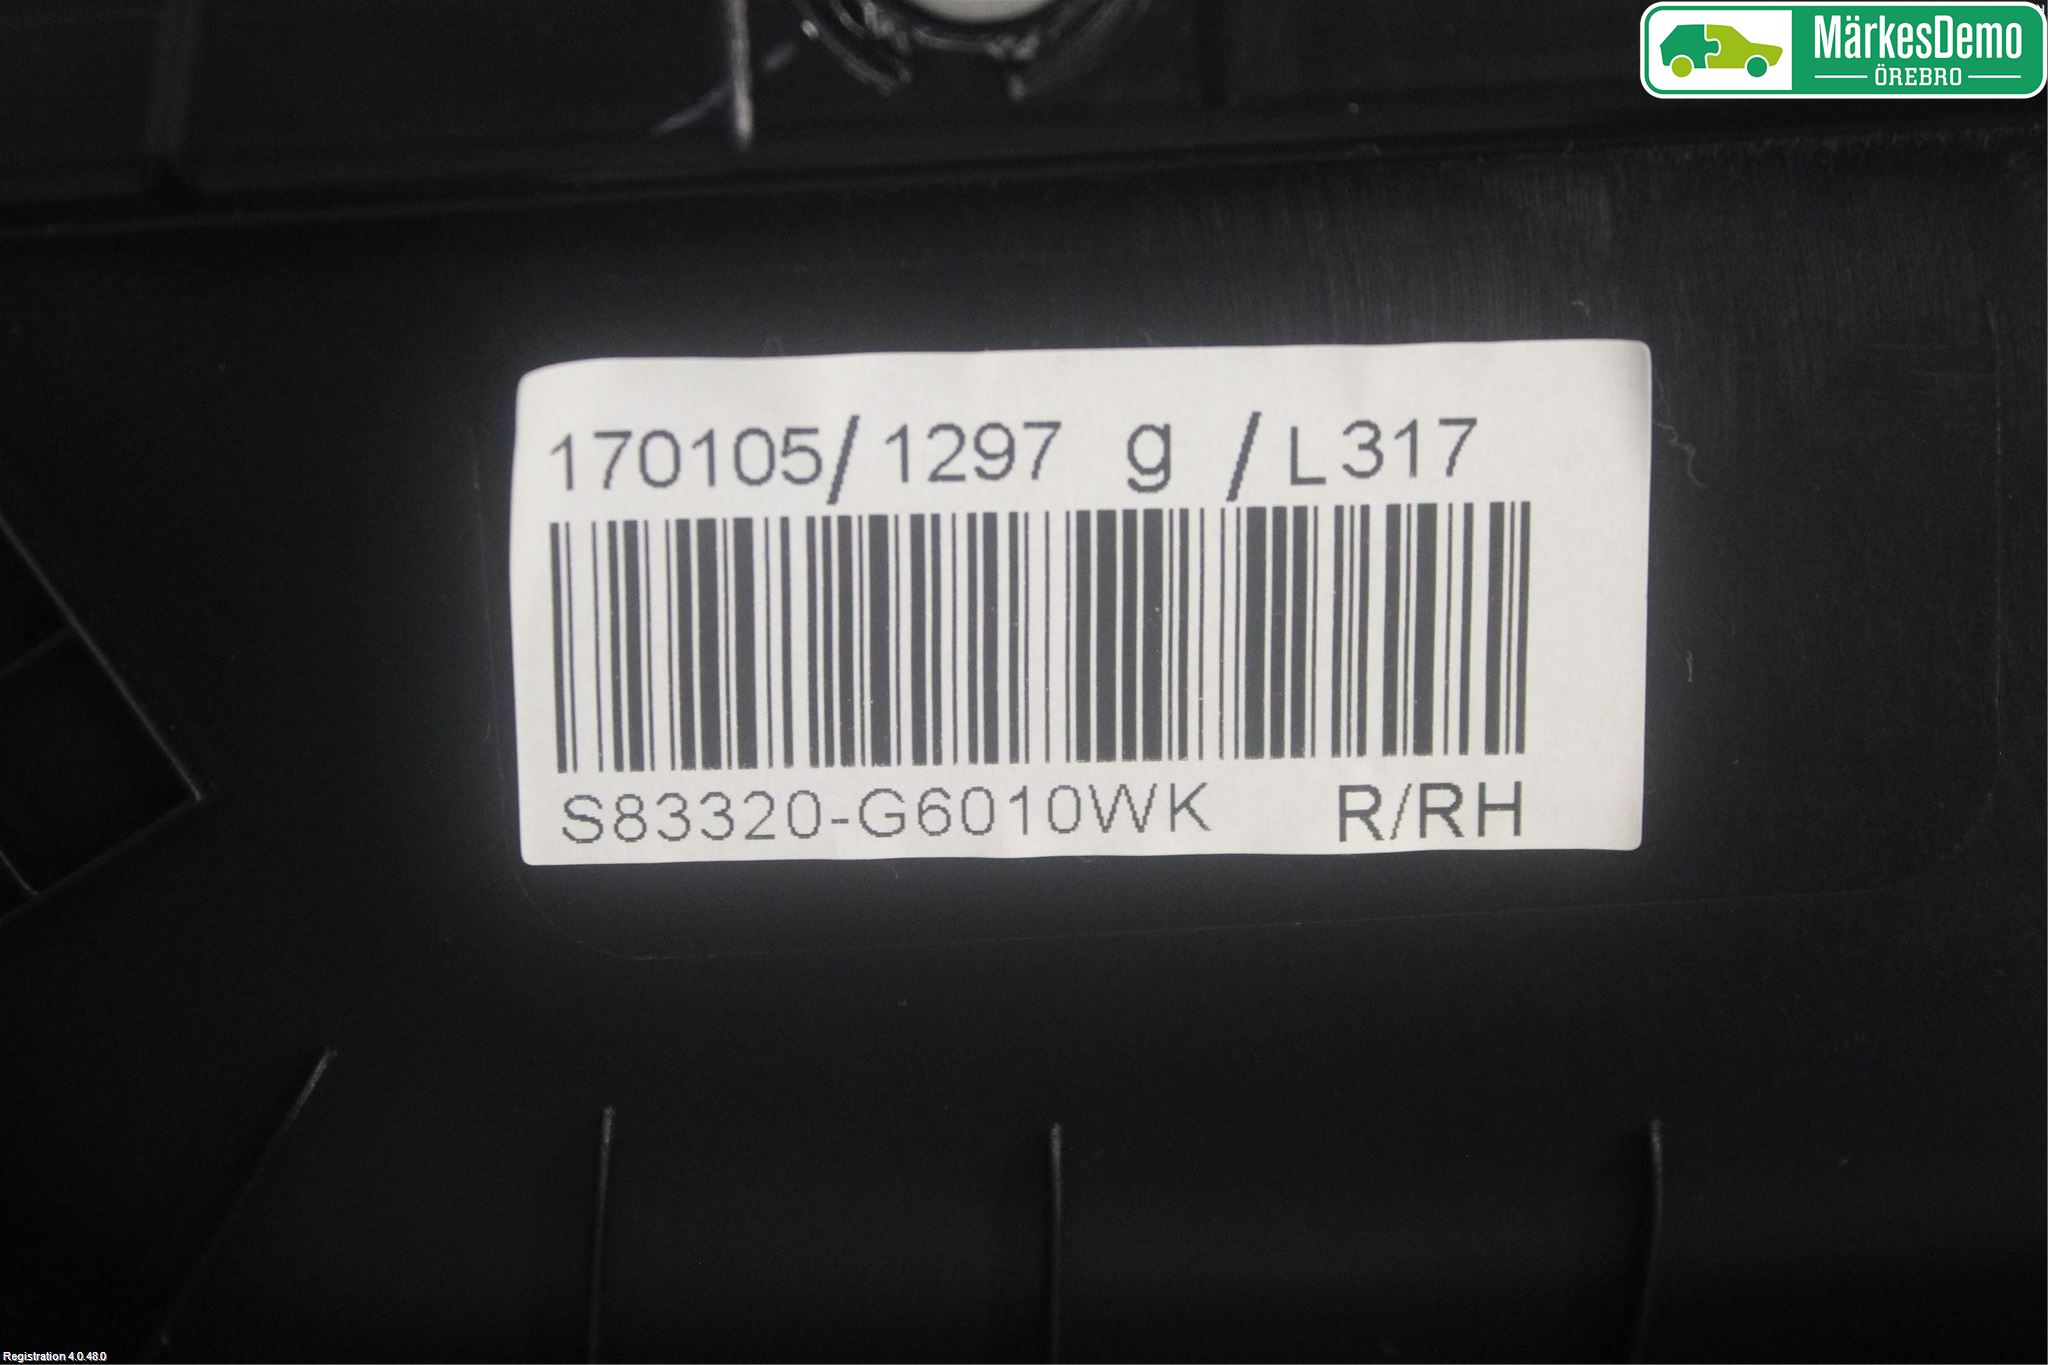 MärkesDemo
ÖREBRO
170105/1297 g /L317
S83320-G6010WK R/RH
Registration 4.0.48.0